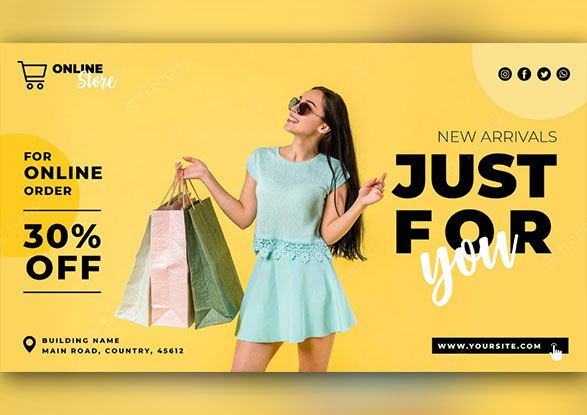 ONLINE
Store
FOR
ONLINE
ORDER
30%
OFF
BUILDING NAME
MAIN ROAD, COUNTRY, 45612
NEW ARRIVALS
JUST
FOR
you
WWW.YOURSITE.COM